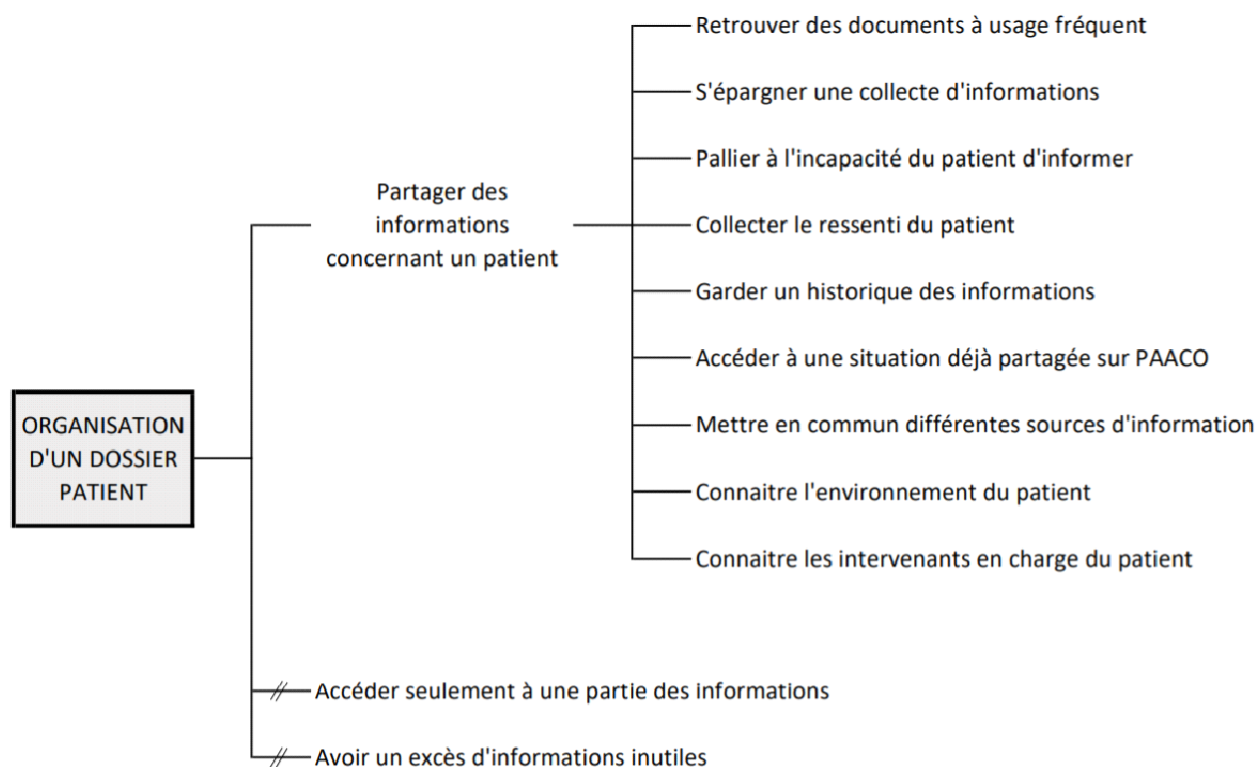 Retrouver des documents à usage fréquent
S'épargner une collecte d'informations
Pallier à l'incapacité du patient d'informer
Partager des
informations
concernant un patient
Collecter le ressenti du patient
Garder un historique des informations
Accéder à une situation déjà partagée sur PAACO
ORGANISATION
D'UN DOSSIER
PATIENT
Mettre en commun différentes sources d'information
Connaitre l'environnement du patient
Connaitre les intervenants en charge du patient
Accéder seulement à une partie des informations
Avoir un excès d'informations inutiles